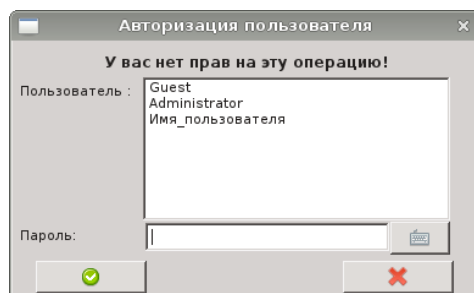 Авторизация пользователя
У вас нет прав на эту операцию!
Пользователь :
Guest
Administrator
Имя_пользователя
Пароль: